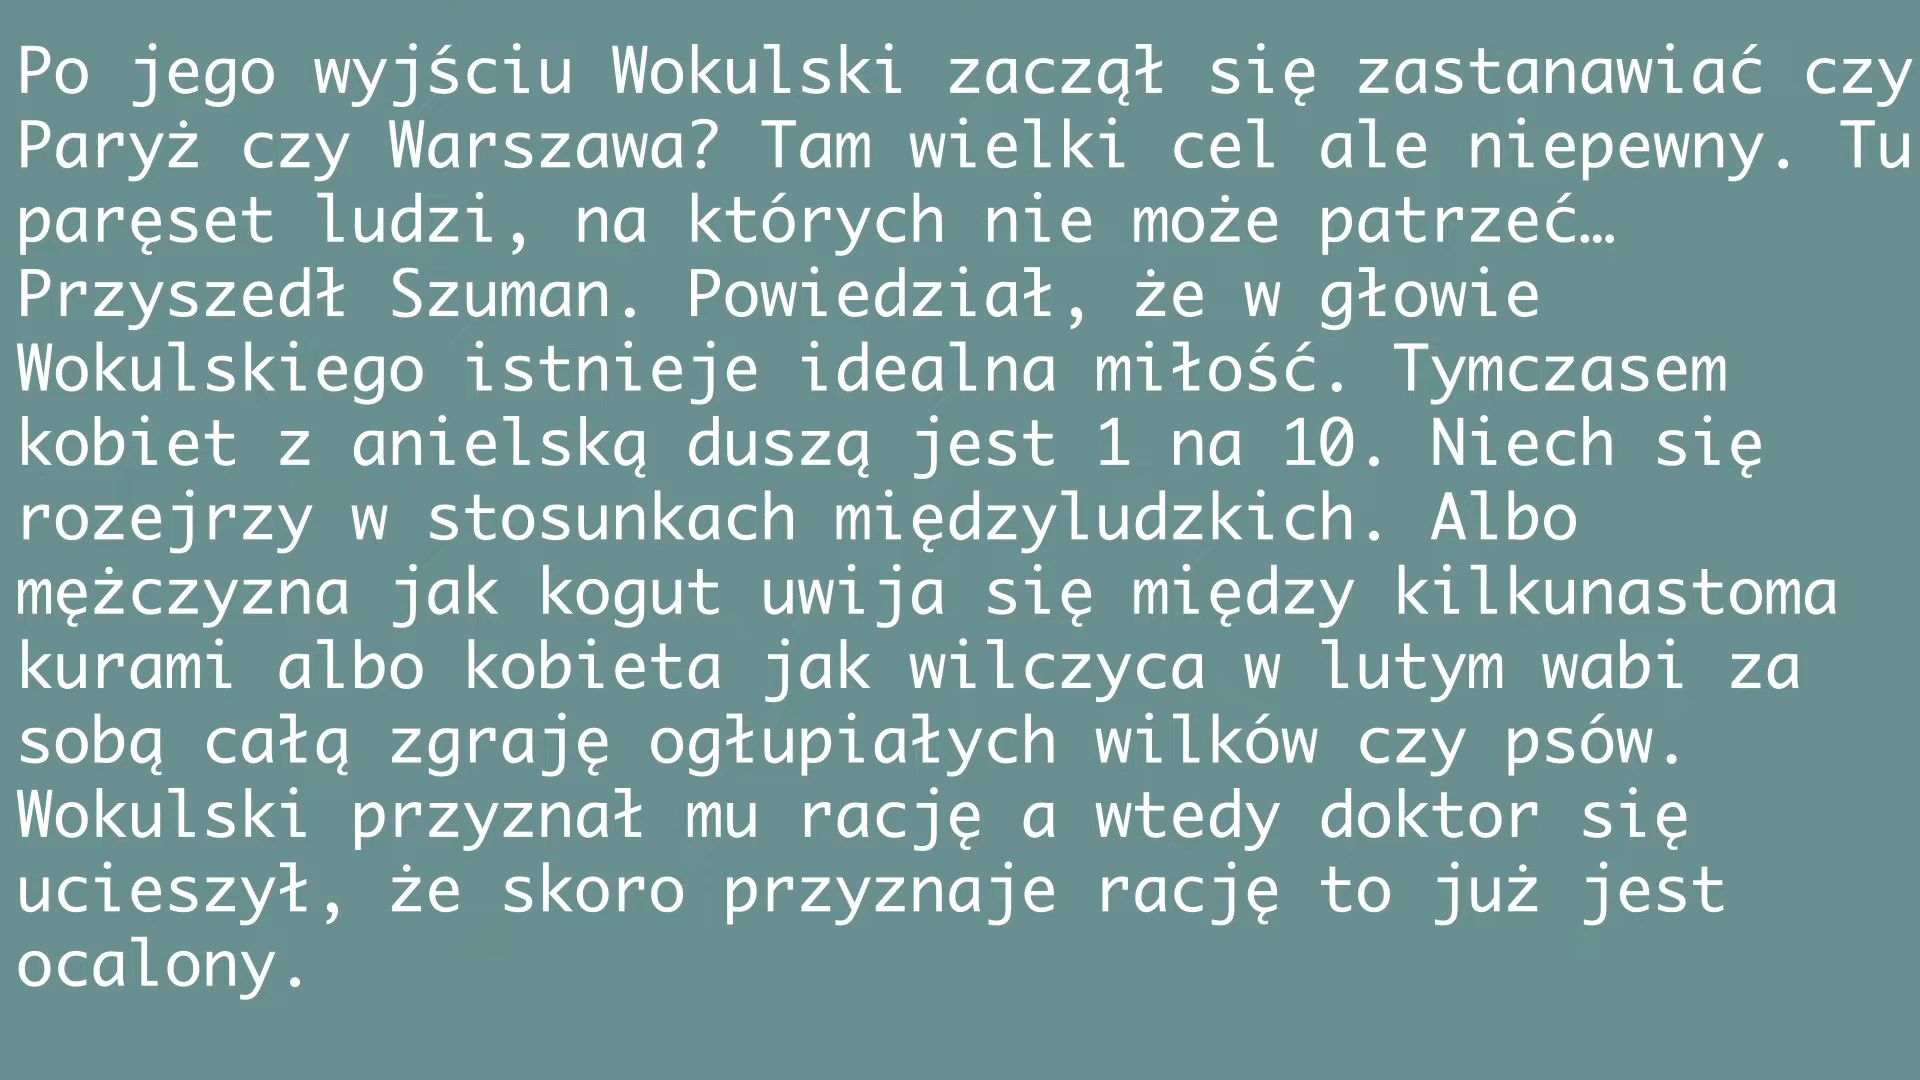 Po jego wyjściu Wokulski zaczął się zastanawiać czy
Paryż czy Warszawa? Tam wielki cel ale niepewny. Tu
paręset ludzi, na których nie może patrzeć…
Przyszedł Szuman. Powiedział, że w głowie
Wokulskiego istnieje idealna miłość. Tymczasem
kobiet z anielską duszą jest 1 na 10. Niech się
rozejrzy w stosunkach międzyludzkich. Albo
mężczyzna jak kogut uwija się między kilkunastoma
kurami albo kobieta jak wilczyca w lutym wabi za
sobą całą zgraję ogłupiałych wilków czy psów.
Wokulski przyznał mu rację a wtedy doktor się
ucieszył, że skoro przyznaje rację to już jest
ocalony.